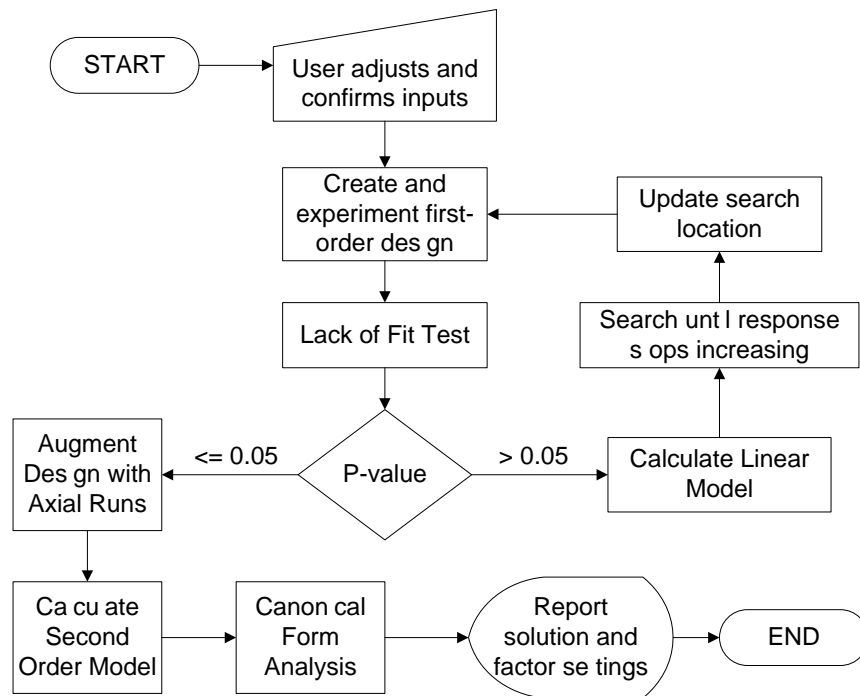 START
User adjusts and
confirms inputs
Create and
experiment first-
order des gn
Update search
location
Lack of Fit Test
Search unt l response
s ops increasing
Augment
Des gn with
Axial Runs
<= 0.05
P-value
> 0.05
Calculate Linear
Model
Ca cu ate
Second
Order Model
Canon cal
Form
Analysis
Report
solution and
factor se tings
END